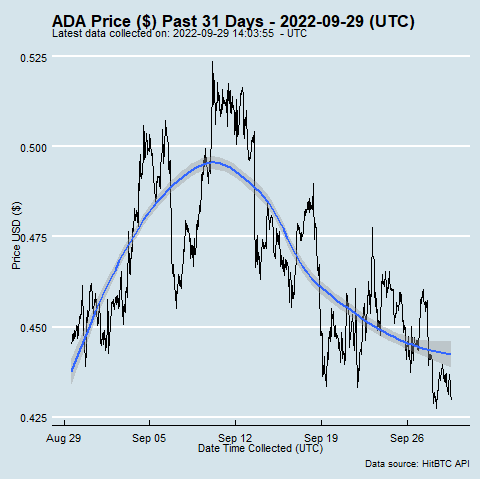 ADA Price ($) Past 31 Days - 2022-09-29 (UTC)
Latest data collected on: 2022-09-29 14:03:55 - UTC
0.525
0.500
0.475
0.450
0.425
Price USD ($)
Aug 29 Sep 05 Sep 12 Sep 19 Sep 26
Date Time Collected (UTC)
Data source: HitBTC API